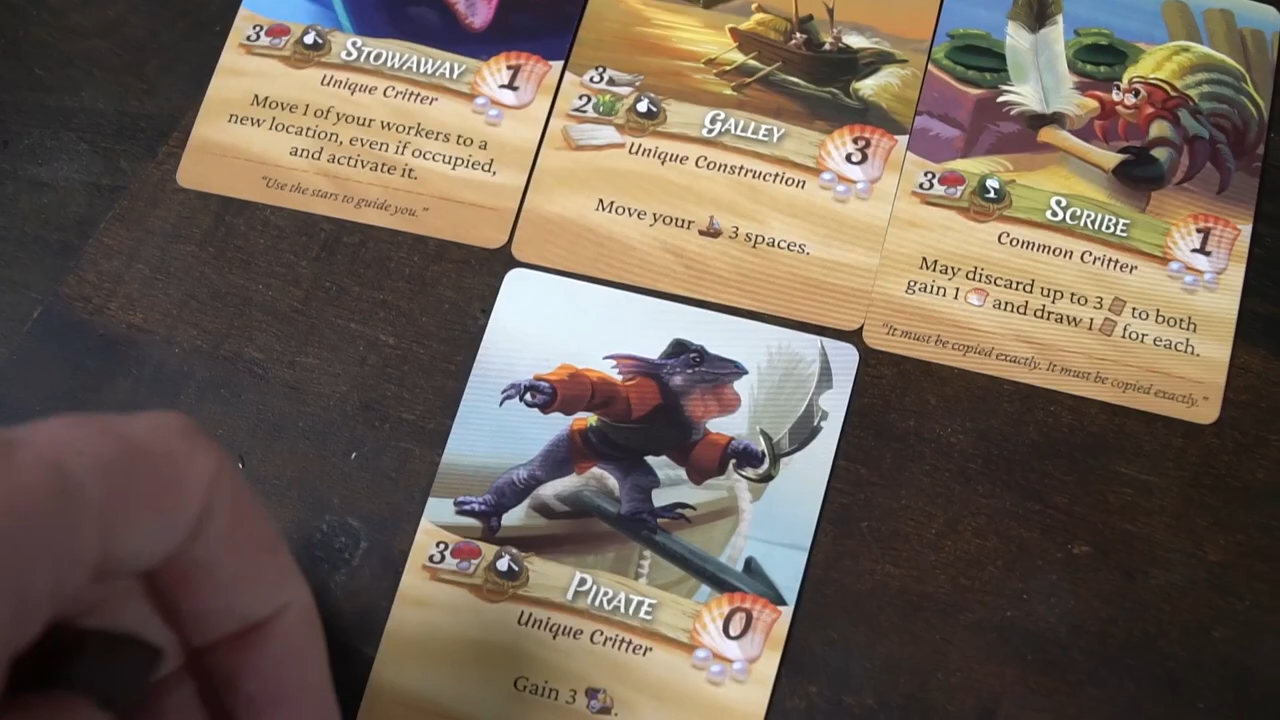 3
STOWAWAY
1
Unique Critter
Move 1 of your workers to a
new location, even if occupied,
and activate it.
"Use the stars to guide you."
3
2
GALLEY
3
Unique Construction
Move your 3 spaces.
3
SCRIBE
1
Common Critter
May discard up to 3 to both
gain 1 and draw 1 for each.
"It must be copied exactly. It must be copied exactly."
3
PIRATE
0
Unique Critter
Gain 3 .